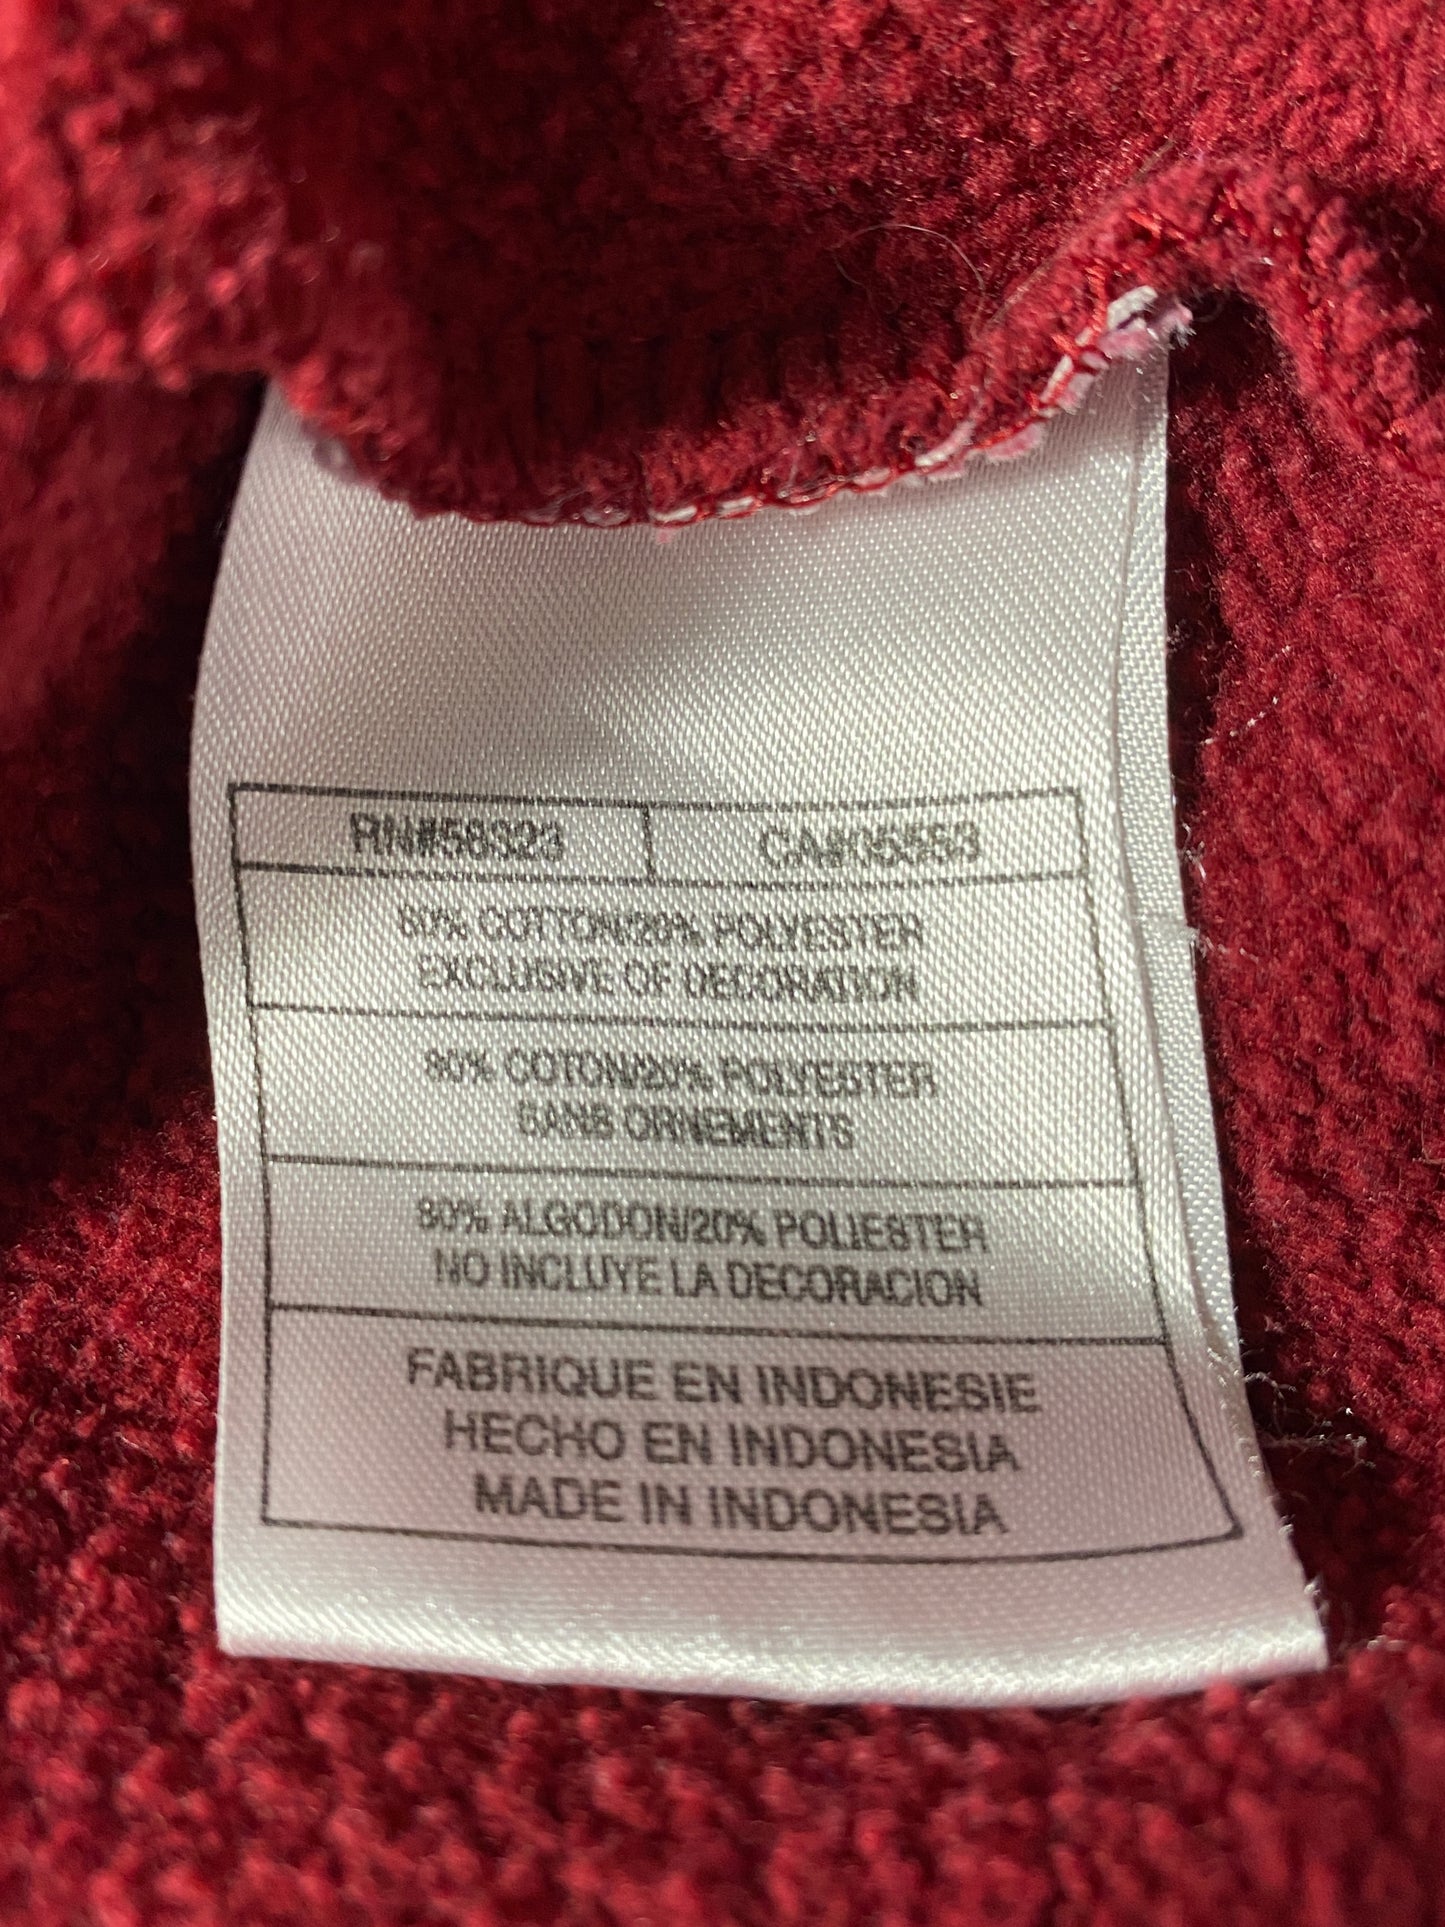 RN#56323 CA#05553
80% COTTON/20% POLYESTER
EXCLUSIVE OF DECORATION
80% COTON/20% POLYESTER
SANS ORNEMENTS
80% ALGODON/20% POLIESTER
NO INCLUYE LA DECORACION
FABRIQUE EN INDONESIE
HECHO EN INDONESIA
MADE IN INDONESIA